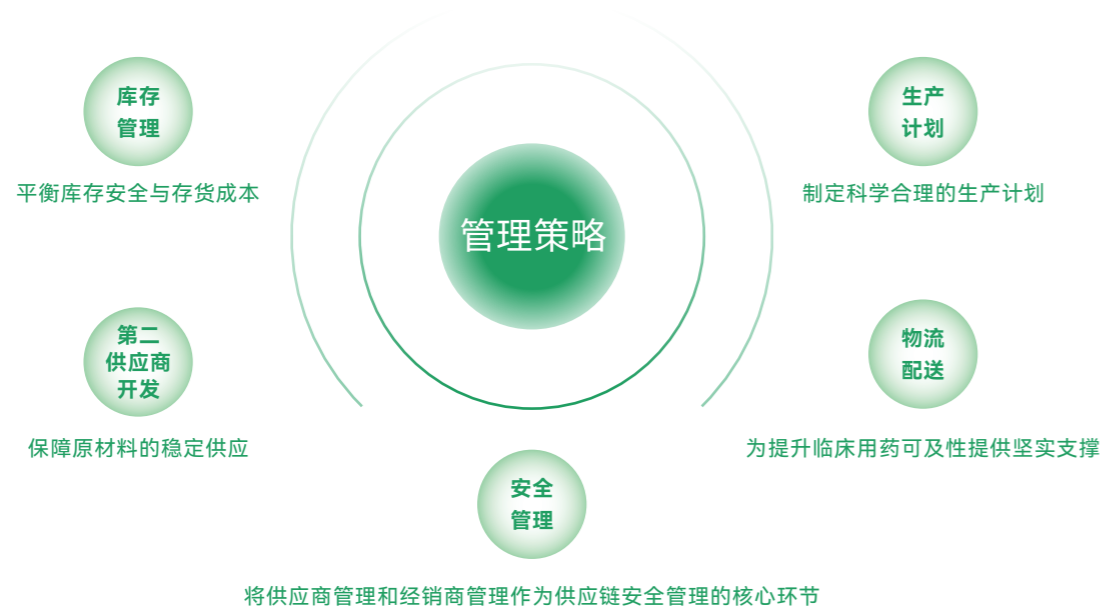 库存
管理
平衡库存安全与存货成本
第二
供应商
开发
保障原材料的稳定供应
管理策略
安全
管理
将供应商管理和经销商管理作为供应链安全管理的核心环节
生产
计划
制定科学合理的生产计划
物流
配送
为提升临床用药可及性提供坚实支撑